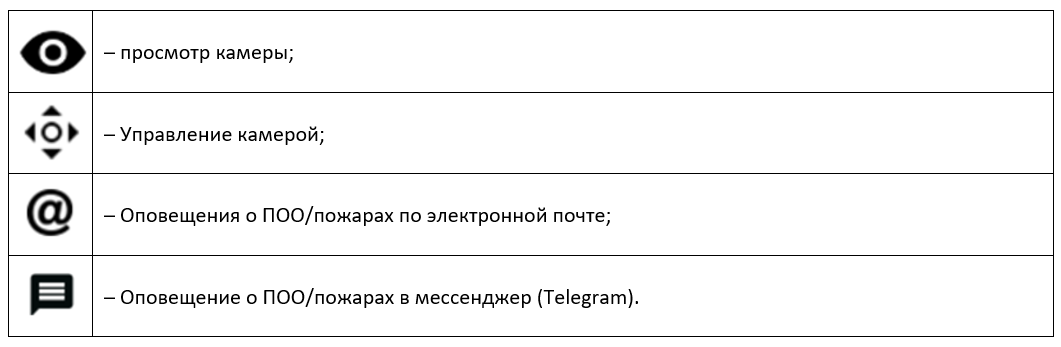 – просмотр камеры;
– Управление камерой;
@ – Оповещения о ПОО/пожарах по электронной почте;
– Оповещение о ПОО/пожарах в мессенджер (Telegram).